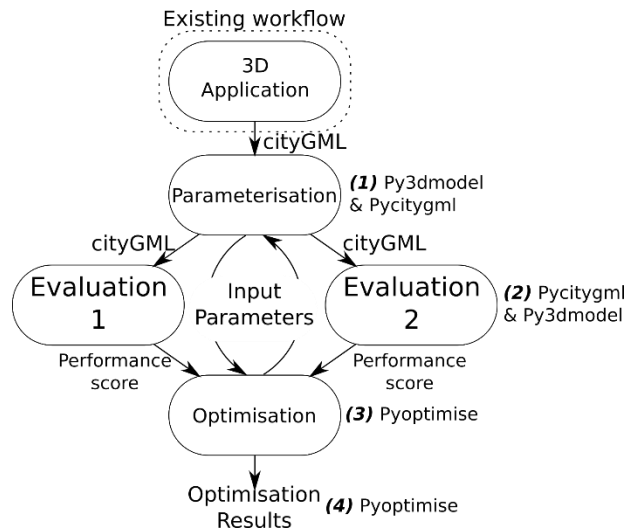 Existing workflow
3D
Application
cityGML
Parameterisation
(1) Py3dmodel
& Pycitygml
cityGML
cityGML
Evaluation
1
Input
Parameters
Evaluation
2
(2) Pycitygml
& Py3dmodel
Performance
score
Performance
score
Optimisation
(3) Pyoptimise
Optimisation
Results
(4) Pyoptimise